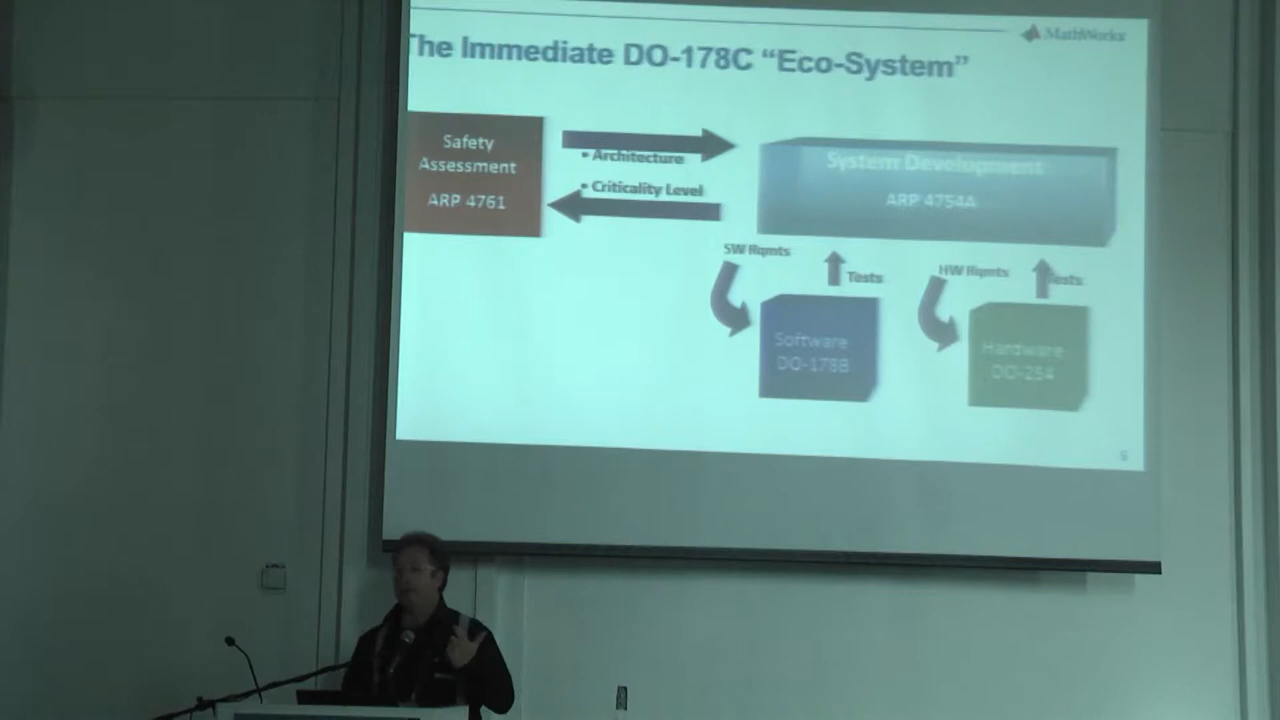 MathWorks
The Immediate DO-178C “Eco-System”
Safety
Assessment
ARP 4761
• Architecture
• Criticality Level
System Development
ARP 4754A
SW Rqmts
Tests
HW Rqmts
Tests
Software
DO-178B
Hardware
DO-254